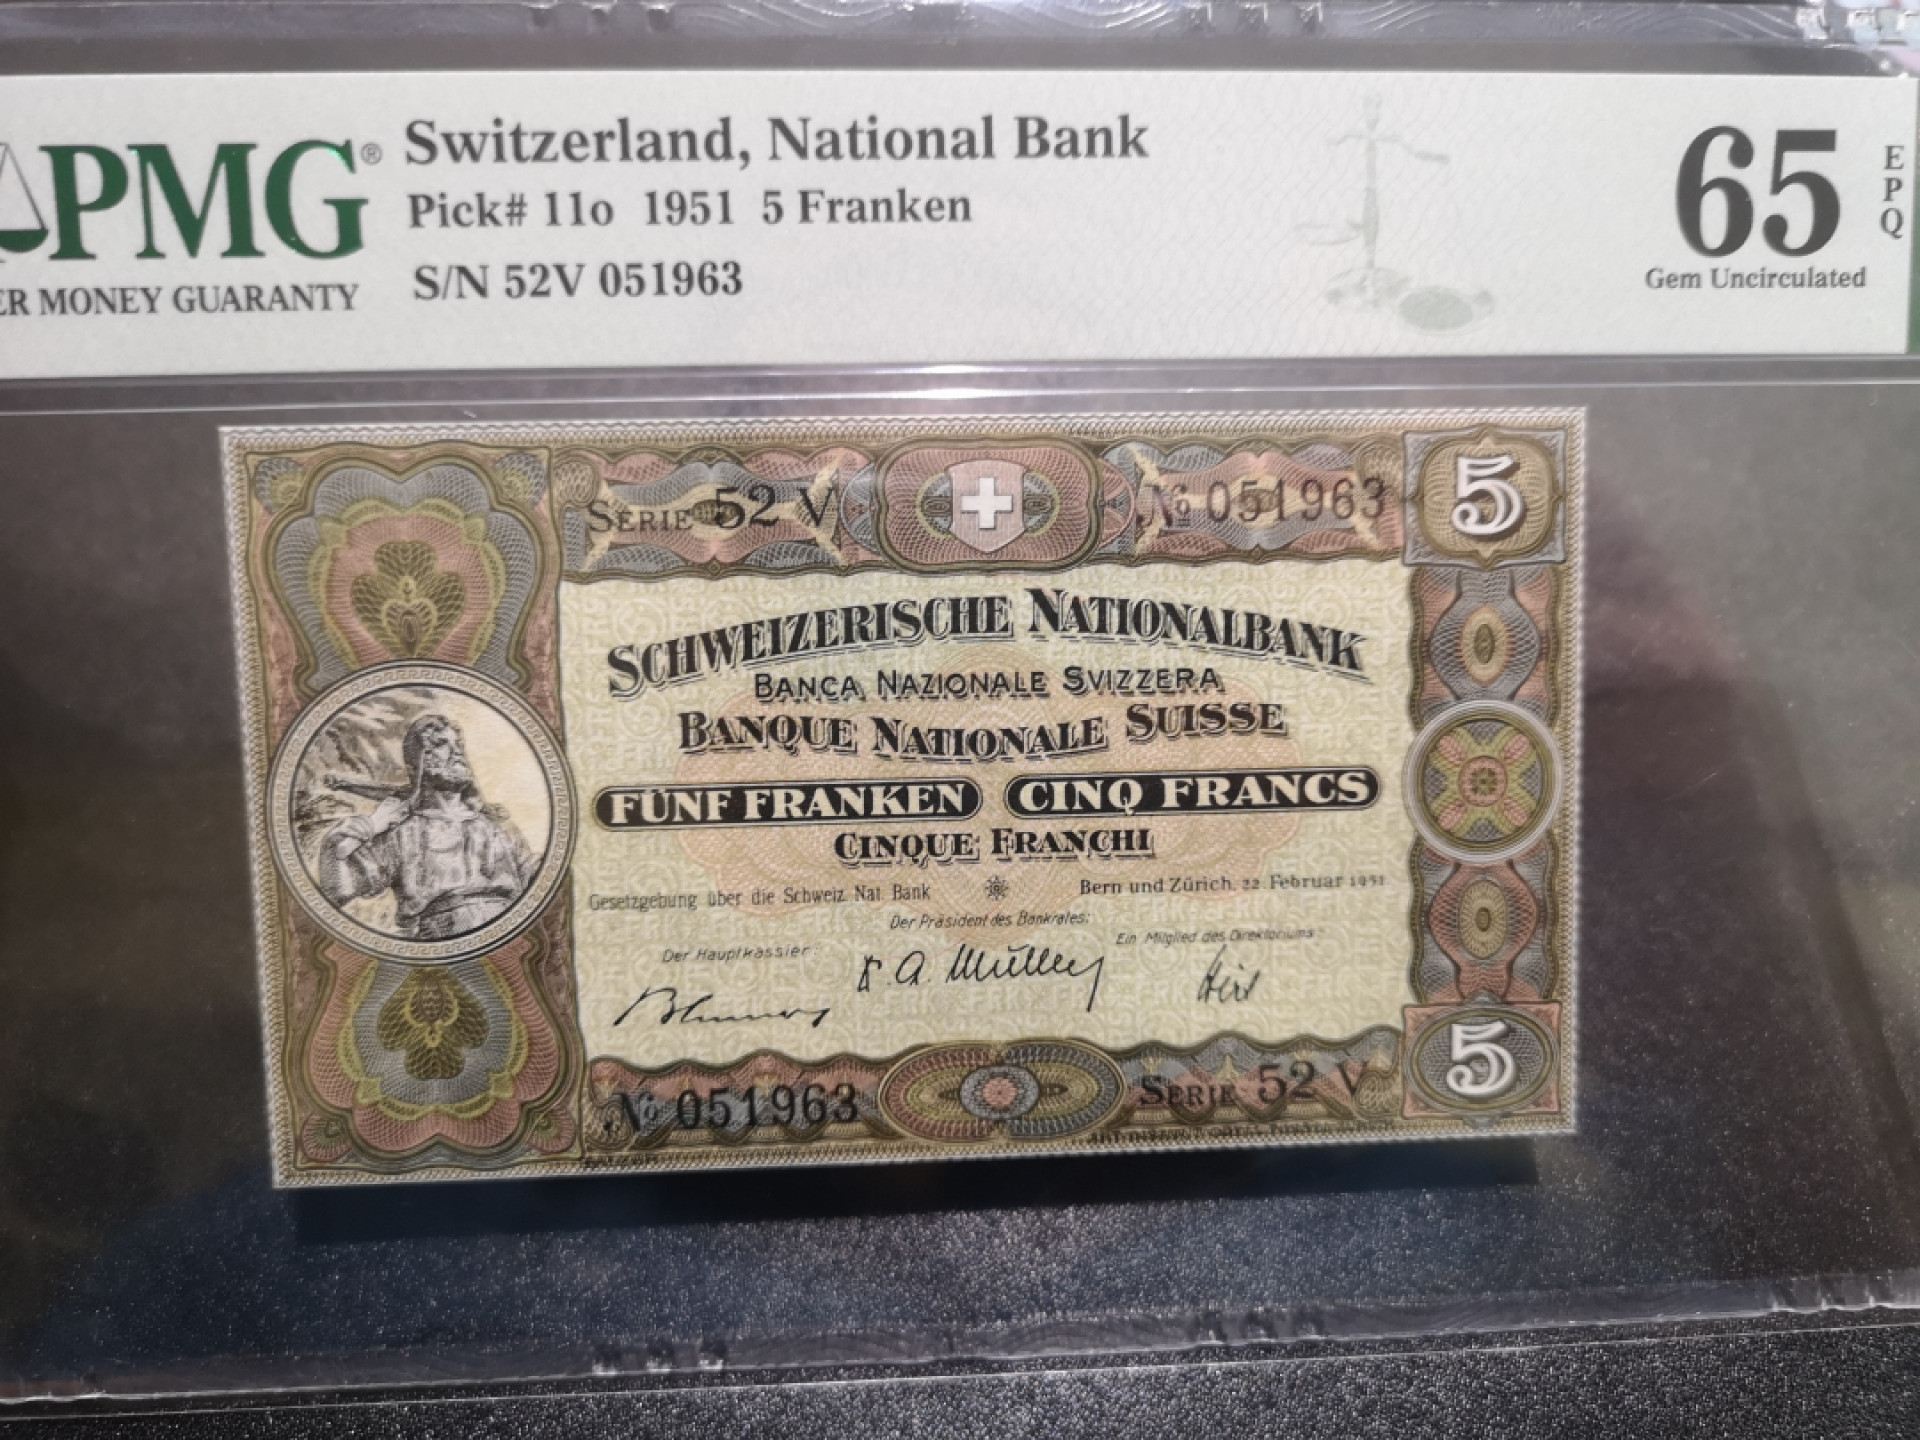 PMG®
ER MONEY GUARANTY
Switzerland, National Bank
Pick# 11o 1951 5 Franken
S/N 52V 051963
65
EPQ
Gem Uncirculated
SERIE 52 V
№ 051963
5
SCHWEIZERISCHE NATIONALBANK
BANCA NAZIONALE SVIZZERA
BANQUE NATIONALE SUISSE
FÜNF FRANKEN CINQ FRANCS
CINQUE FRANCHI
Gesetzgebung über die Schweiz. Nat. Bank
Bern und Zürich, 22. Februar 1951
Der Präsident des Bankrates:
Der Hauptkassier:
Ein Mitglied des Direktoriums:
№ 051963
SERIE 52 V
5